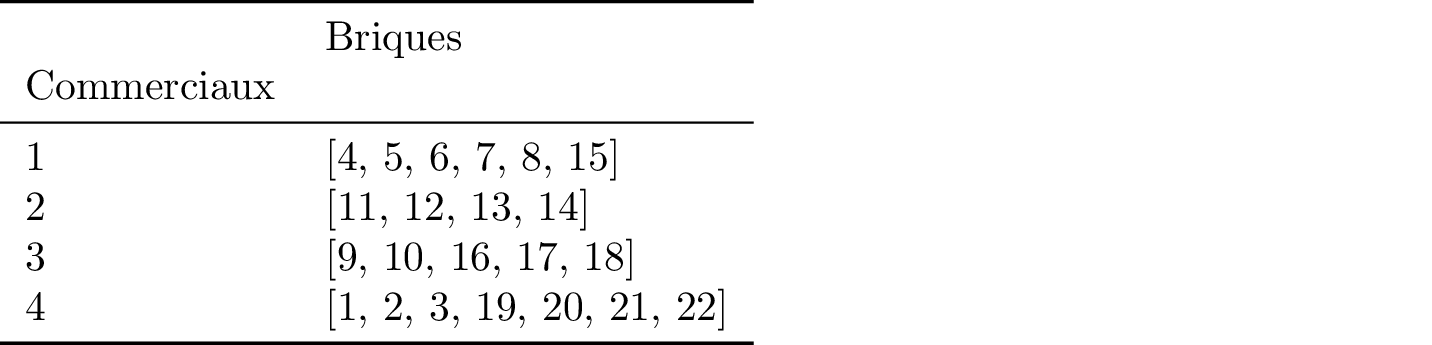 Briques
Commerciaux
1 [4, 5, 6, 7, 8, 15]
2 [11, 12, 13, 14]
3 [9, 10, 16, 17, 18]
4 [1, 2, 3, 19, 20, 21, 22]